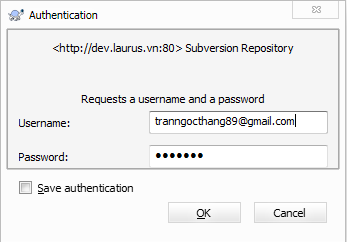 Authentication
<http://dev.laurus.vn:80> Subversion Repository
Requests a username and a password
Username: tranngocthang89@gmail.com
Password: •••••••
Save authentication
OK Cancel